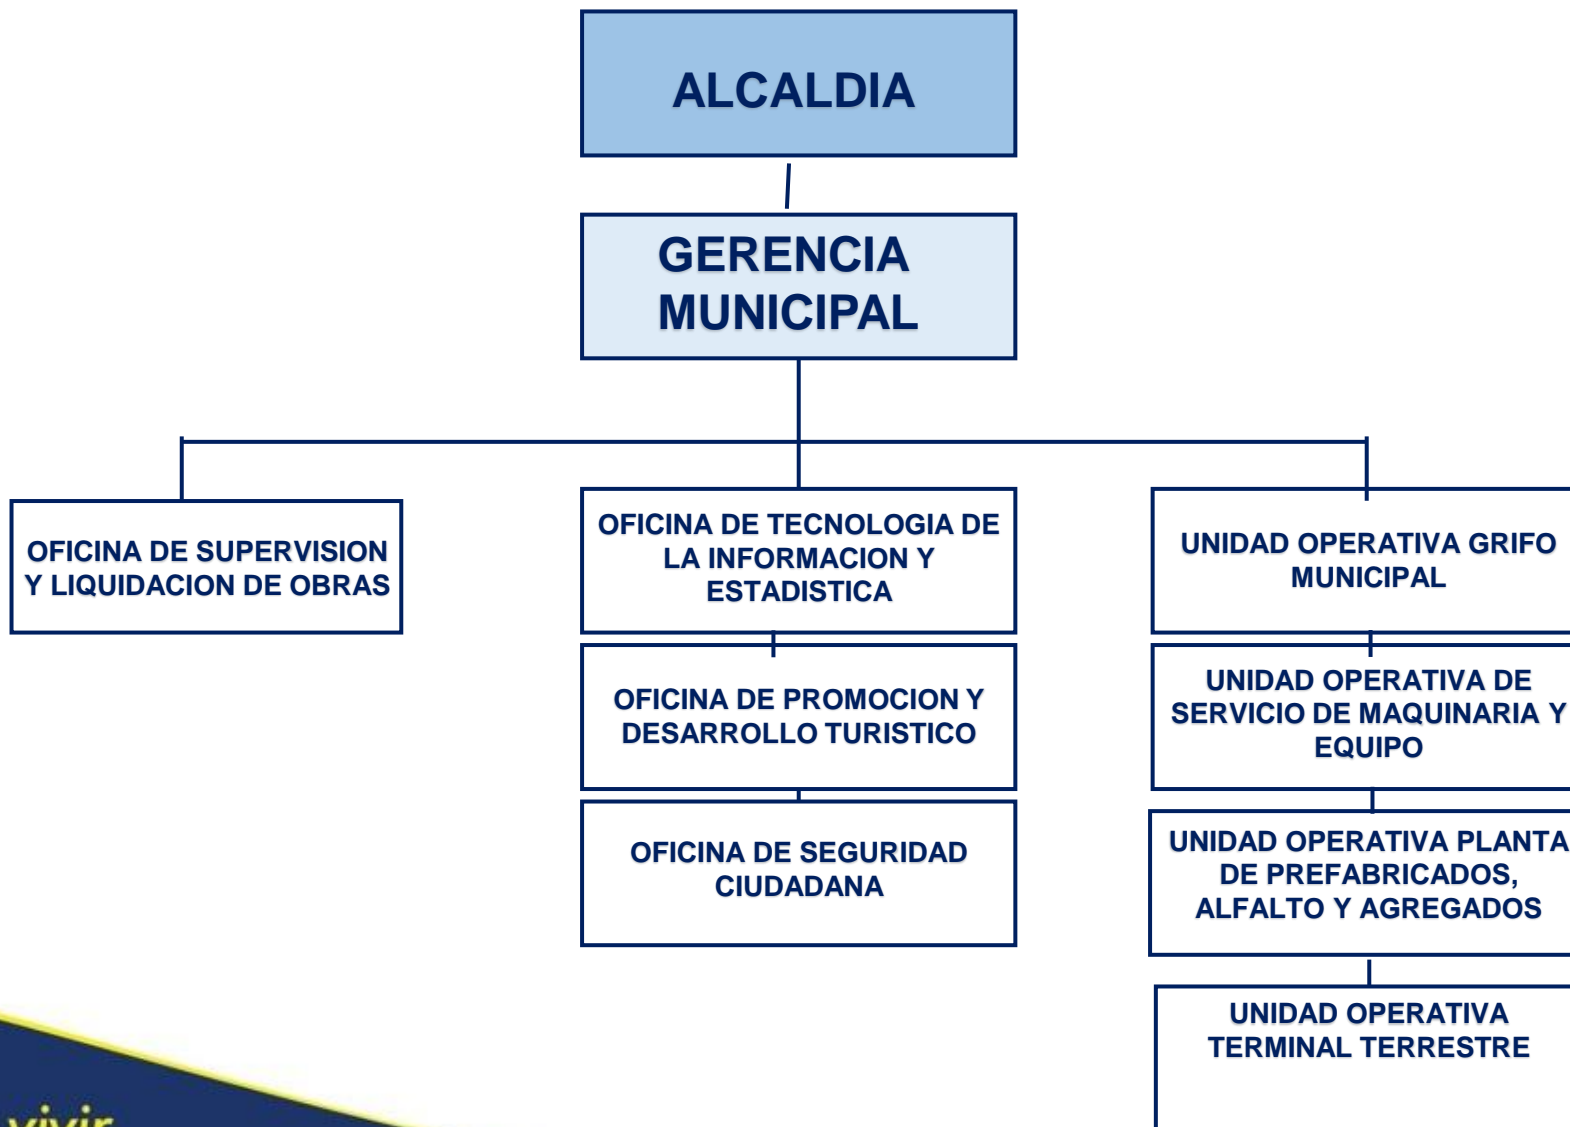 ALCALDIA
GERENCIA
MUNICIPAL
OFICINA DE SUPERVISION
Y LIQUIDACION DE OBRAS
OFICINA DE TECNOLOGIA DE
LA INFORMACION Y
ESTADISTICA
OFICINA DE PROMOCION Y
DESARROLLO TURISTICO
OFICINA DE SEGURIDAD
CIUDADANA
UNIDAD OPERATIVA GRIFO
MUNICIPAL
UNIDAD OPERATIVA DE
SERVICIO DE MAQUINARIA Y
EQUIPO
UNIDAD OPERATIVA PLANTA
DE PREFABRICADOS,
ALFALTO Y AGREGADOS
UNIDAD OPERATIVA
TERMINAL TERRESTRE
vivir